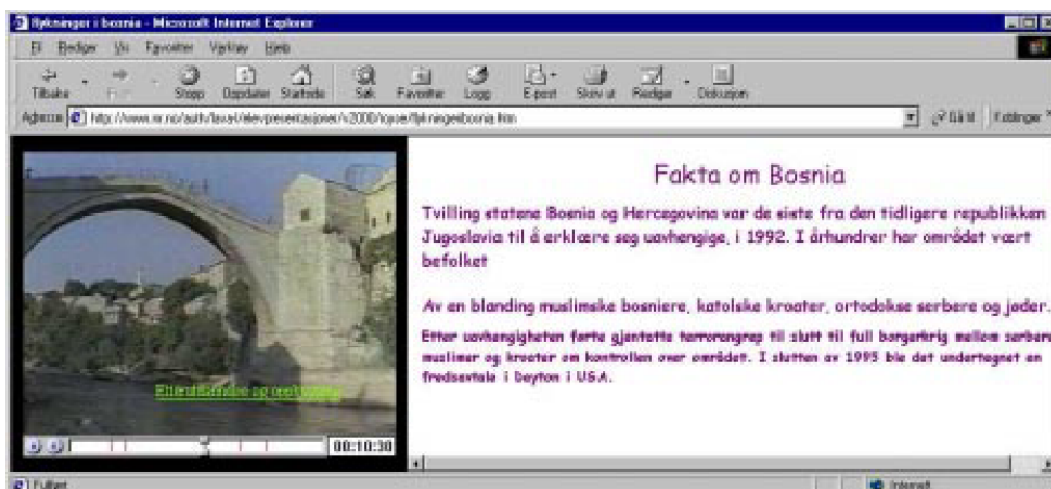 flykninger i bosnia - Microsoft Internet Explorer
Fil Rediger Vis Favoritter Verktøy Hjelp
Tilbake Stopp Oppdater Startside Søk Favoritter Logg E-post Skriv ut Rediger Diskusjon
Adresse Gå til Koblinger
Fakta om Bosnia
Tvilling statene Bosnia og Hercegovina var de siste fra den tidligere republikken
Jugoslavia til å erklære seg uavhengige, i 1992. I århundrer har området vært
befolket
Av en blanding muslimske bosniere, katolske kroater, ortodokse serbere og jøder.
Etter uavhengigheten førte gjentatte terrorangrep til slutt til full borgerkrig mellom serbere
muslimer og kroater om kontrollen over området. I slutten av 1995 ble det undertegnet en
fredsavtale i Dayton i USA.
00:10:30
Fullført Internett